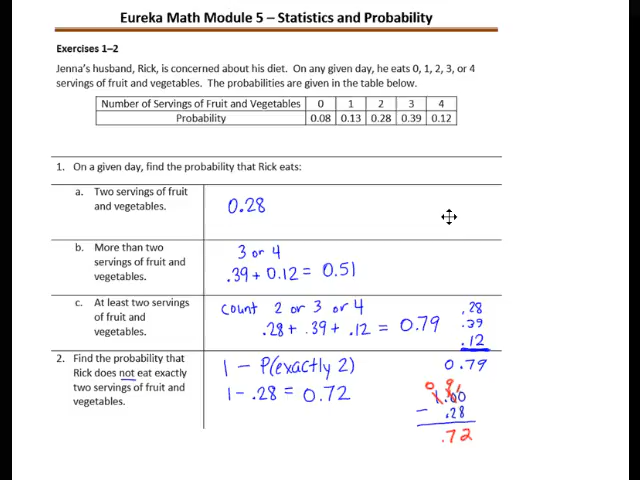 Eureka Math Module 5 – Statistics and Probability
Exercises 1–2
Jenna's husband, Rick, is concerned about his diet. On any given day, he eats 0, 1, 2, 3, or 4
servings of fruit and vegetables. The probabilities are given in the table below.
Number of Servings of Fruit and Vegetables 0 1 2 3 4
Probability 0.08 0.13 0.28 0.39 0.12
1. On a given day, find the probability that Rick eats:
a. Two servings of fruit
and vegetables.
0.28
b. More than two
servings of fruit and
vegetables.
3 or 4
.39 + 0.12 = 0.51
c. At least two servings
of fruit and
vegetables.
count 2 or 3 or 4
.28 + .39 + .12 = 0.79
.28
.39
.12
0.79
2. Find the probability that
Rick does not eat exactly
two servings of fruit and
vegetables.
1 - P(exactly 2)
1 - .28 = 0.72
0 9 1
1.00
- .28
.72